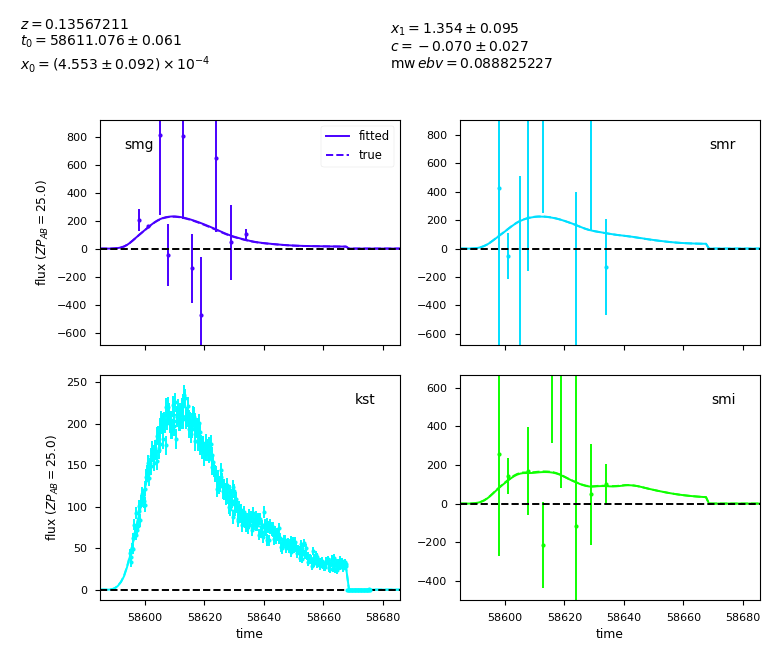 z = 0.13567211
t₀ = 58611.076 ± 0.061
x₀ = (4.553 ± 0.092) × 10⁻⁴
x₁ = 1.354 ± 0.095
c = −0.070 ± 0.027
mw ebv = 0.088825227
smg
fitted
true
flux (ZP_AB = 25.0)
800
600
400
200
0
−200
−400
−600
smr
800
600
400
200
0
−200
−400
−600
kst
flux (ZP_AB = 25.0)
250
200
150
100
50
0
58600 58620 58640 58660 58680
time
smi
600
400
200
0
−200
−400
58600 58620 58640 58660 58680
time